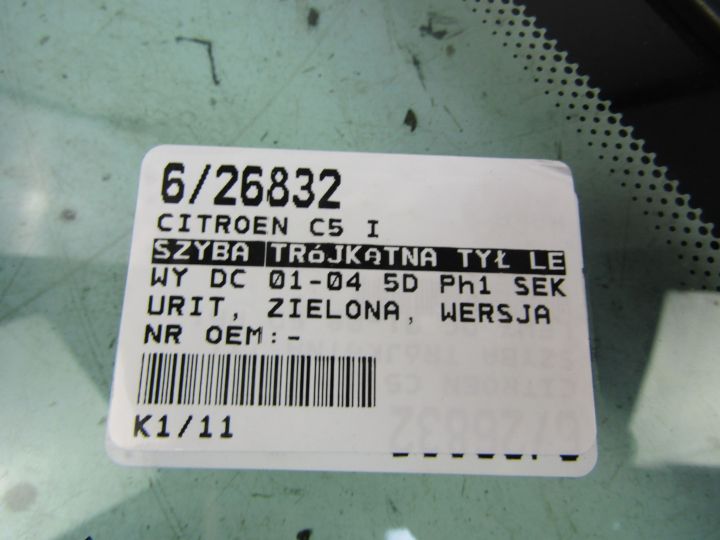 6/26832
CITROEN C5 I
SZYBA TRóJKĄTNA TYŁ LE
WY DC 01-04 5D Ph1 SEK
URIT, ZIELONA, WERSJA
NR OEM:-
K1/11